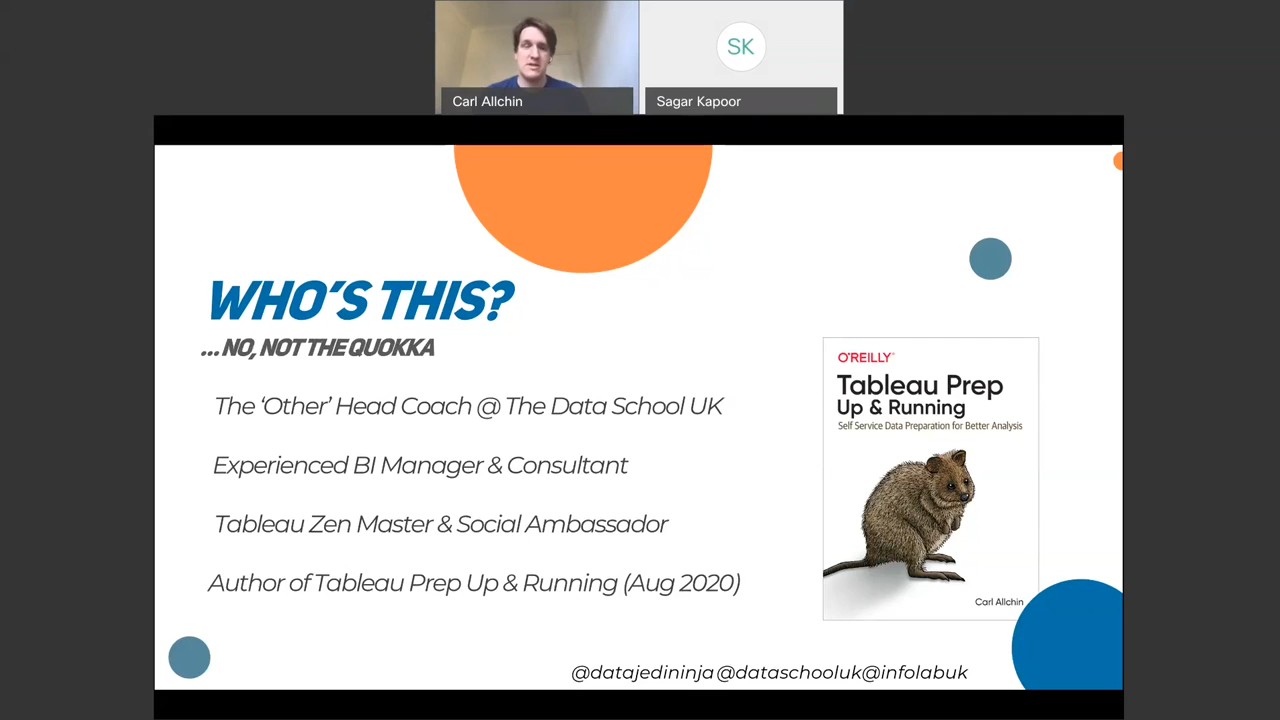 SK
Carl Allchin
Sagar Kapoor
WHO'S THIS?
... NO, NOT THE QUOKKA
The ‘Other’ Head Coach @ The Data School UK
Experienced BI Manager & Consultant
Tableau Zen Master & Social Ambassador
Author of Tableau Prep Up & Running (Aug 2020)
O'REILLY®
Tableau Prep
Up & Running
Self Service Data Preparation for Better Analysis
Carl Allchin
@datajedininja @dataschooluk@infolabuk